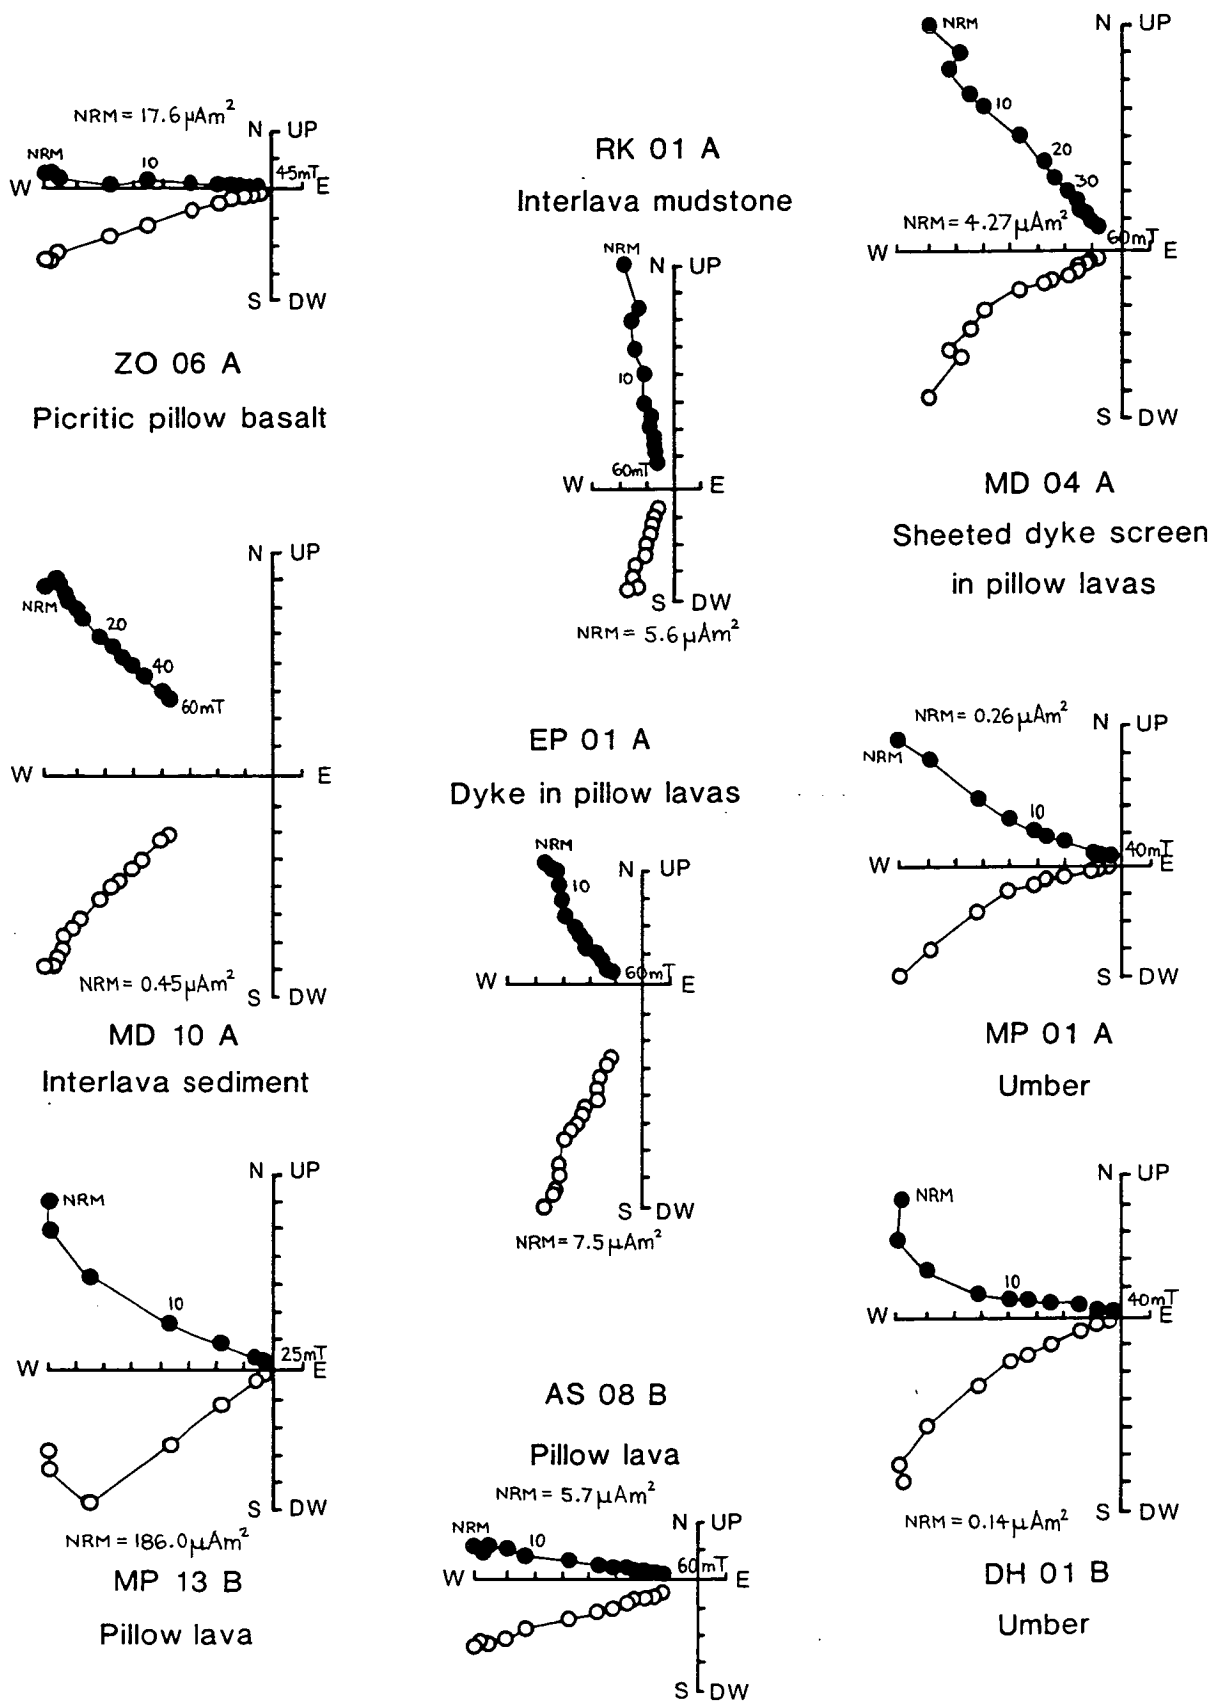 NRM = 17.6 μAm²
N UP
NRM
10
45mT
W E
S DW
ZO 06 A
Picritic pillow basalt
RK 01 A
Interlava mudstone
NRM
N UP
10
60mT
W E
S DW
NRM = 5.6 μAm²
N UP
NRM
10
20
30
NRM = 4.27 μAm²
60mT
W E
S DW
MD 04 A
Sheeted dyke screen
in pillow lavas
N UP
NRM
20
40
60mT
W E
NRM = 0.45 μAm²
S DW
MD 10 A
Interlava sediment
EP 01 A
Dyke in pillow lavas
NRM
N UP
10
60mT
W E
S DW
NRM = 7.5 μAm²
NRM = 0.26 μAm²
N UP
NRM
10
40mT
W E
S DW
MP 01 A
Umber
N UP
NRM
10
25mT
W E
S DW
NRM = 186.0 μAm²
MP 13 B
Pillow lava
AS 08 B
Pillow lava
NRM = 5.7 μAm²
N UP
NRM
10
60mT
W E
S DW
N UP
NRM
10
40mT
W E
S DW
NRM = 0.14 μAm²
DH 01 B
Umber